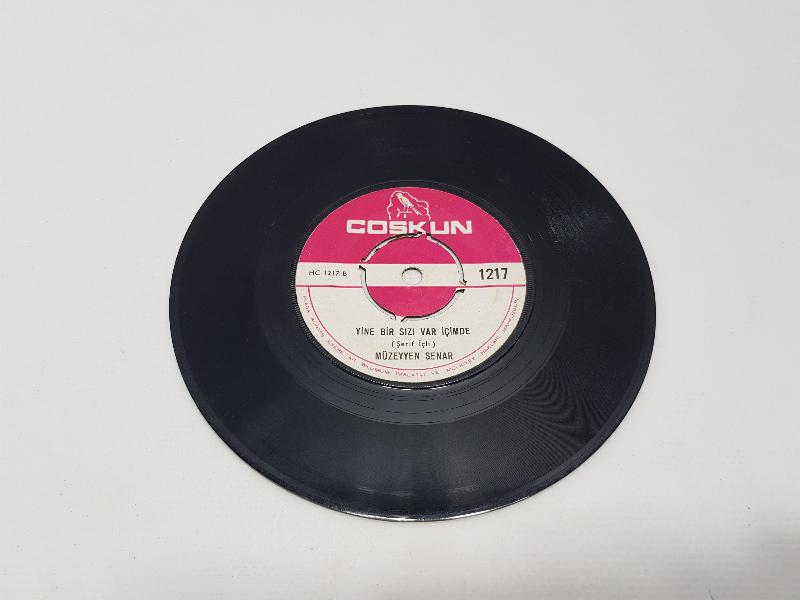 COSKUN
HC 1217 B
1217
YİNE BİR SIZI VAR İÇİMDE
(Şerif İçli)
MÜZEYYEN SENAR